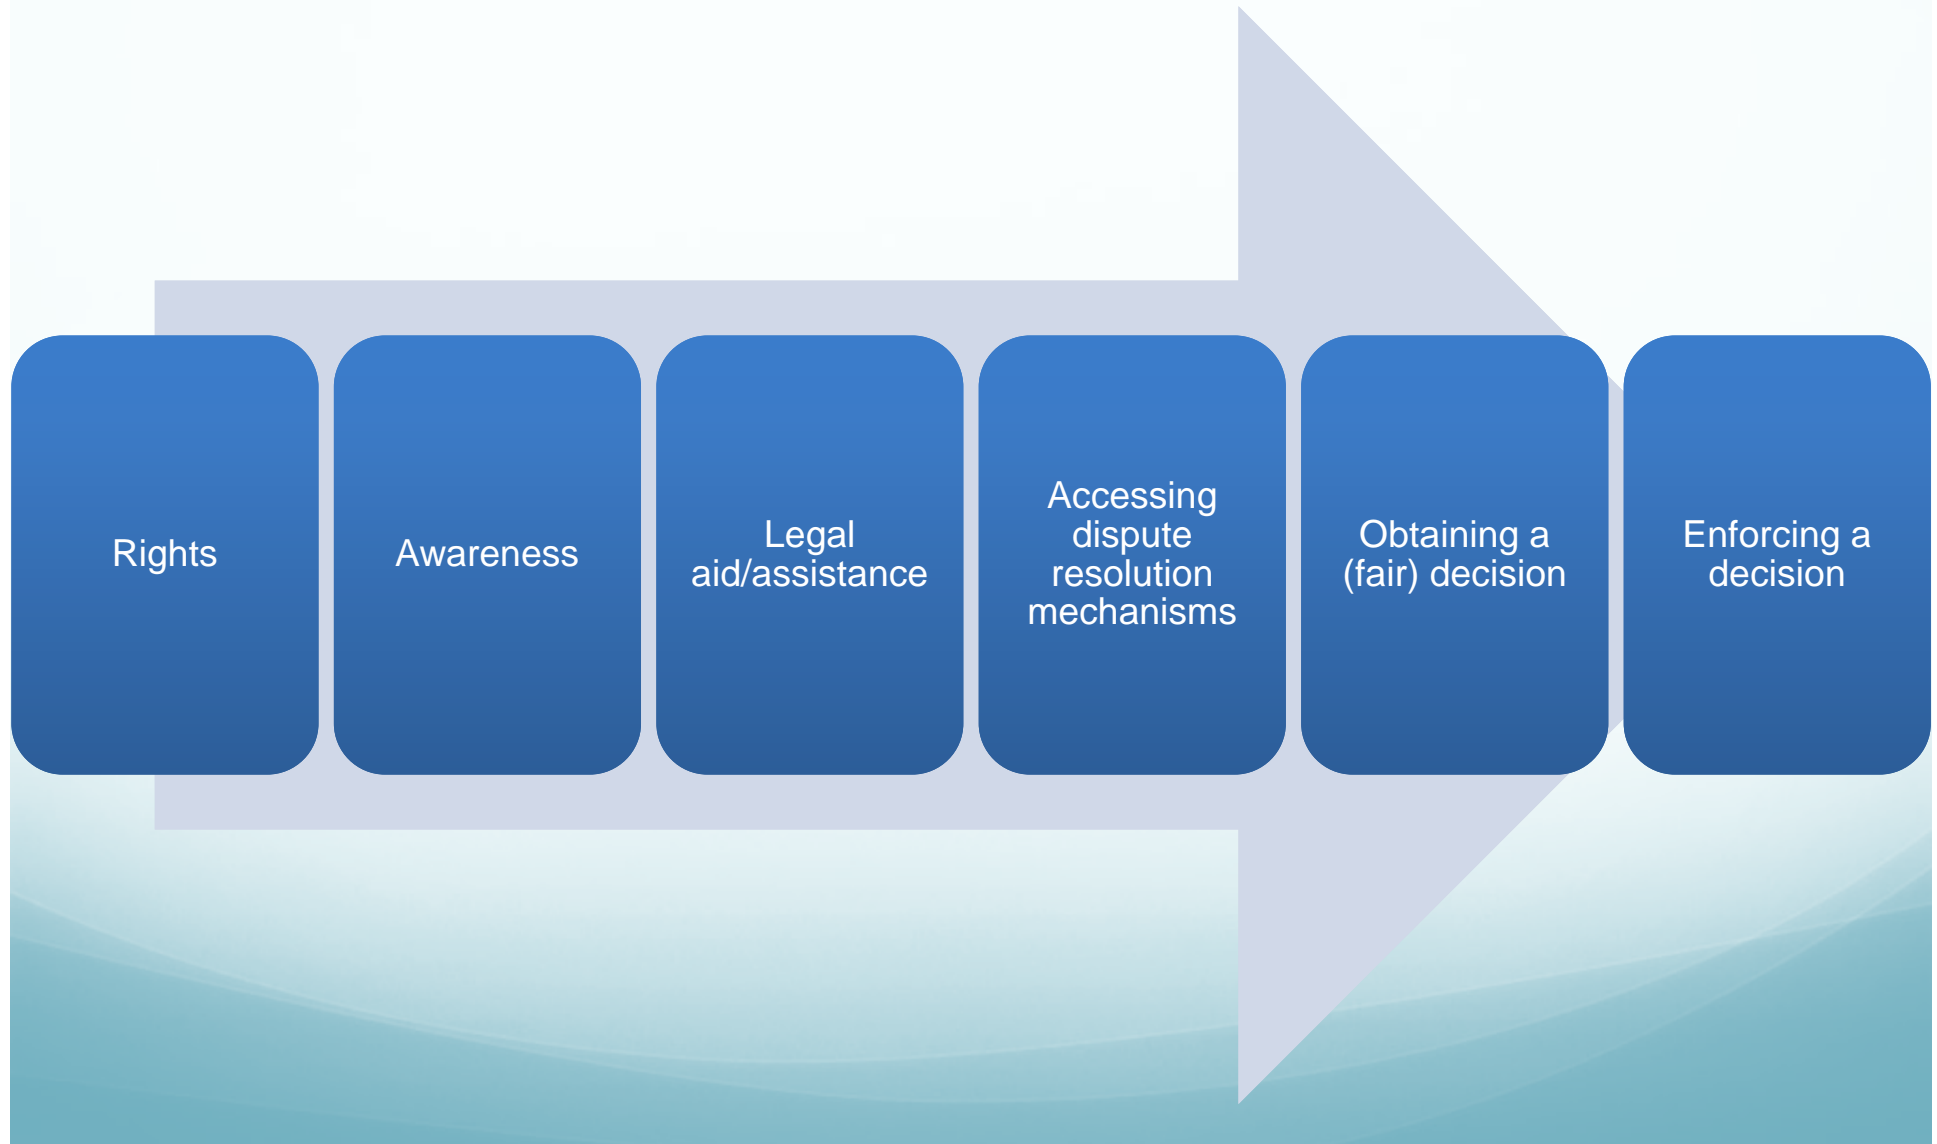 Rights
Awareness
Legal
aid/assistance
Accessing
dispute
resolution
mechanisms
Obtaining a
(fair) decision
Enforcing a
decision